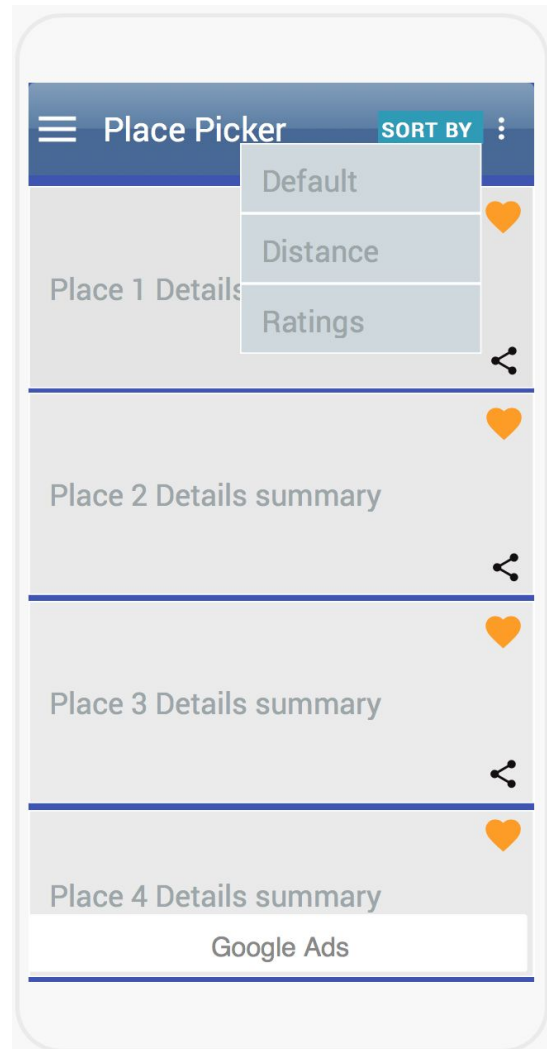 Place Picker SORT BY
Default
Distance
Ratings
Place 1 Details
Place 2 Details summary
Place 3 Details summary
Place 4 Details summary
Google Ads